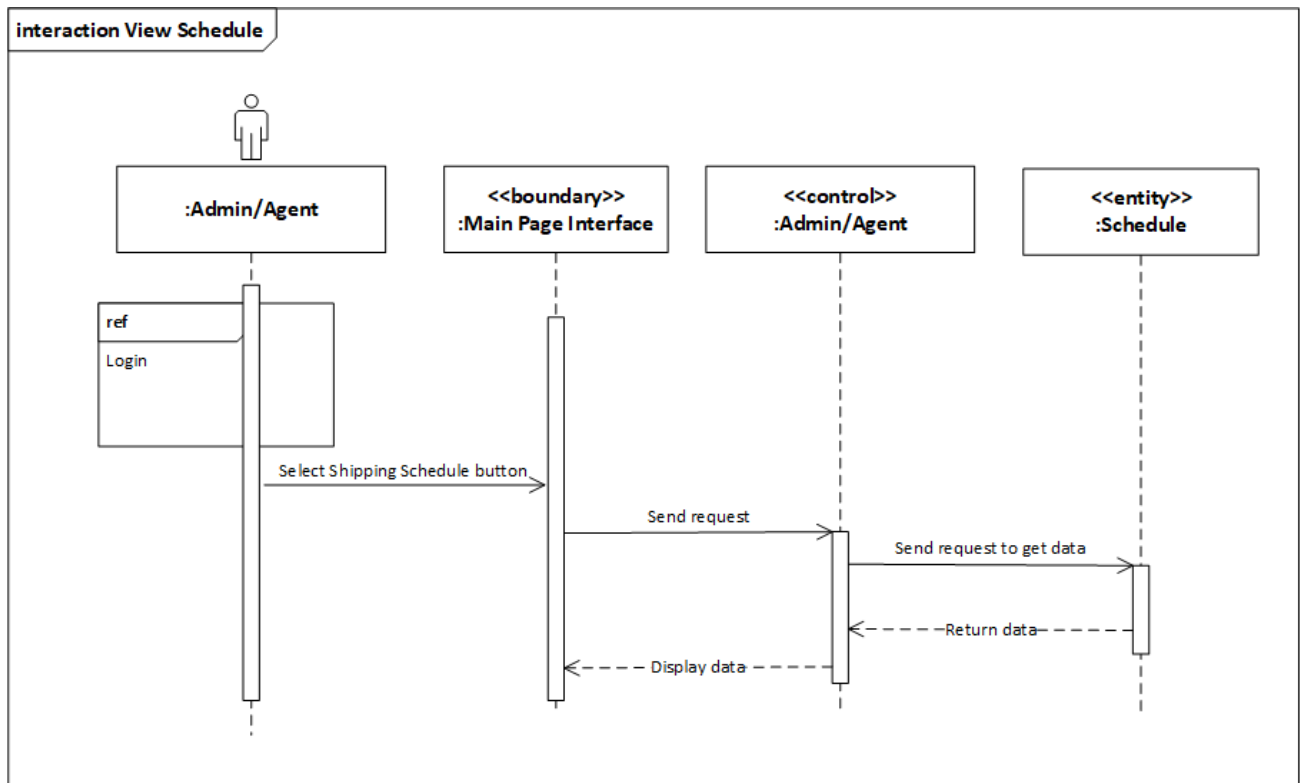 interaction View Schedule
:Admin/Agent
<<boundary>>
:Main Page Interface
<<control>>
:Admin/Agent
<<entity>>
:Schedule
ref
Login
Select Shipping Schedule button
Send request
Send request to get data
Return data
Display data